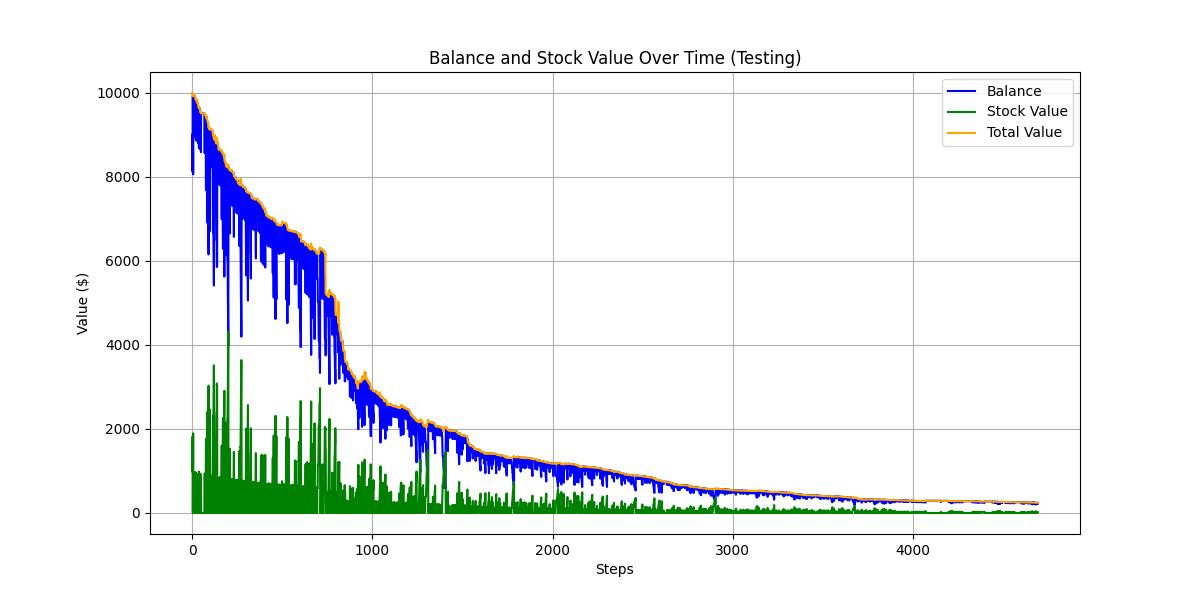 Balance and Stock Value Over Time (Testing)
Balance
Stock Value
Total Value
Value ($)
10000
8000
6000
4000
2000
0
0 1000 2000 3000 4000
Steps